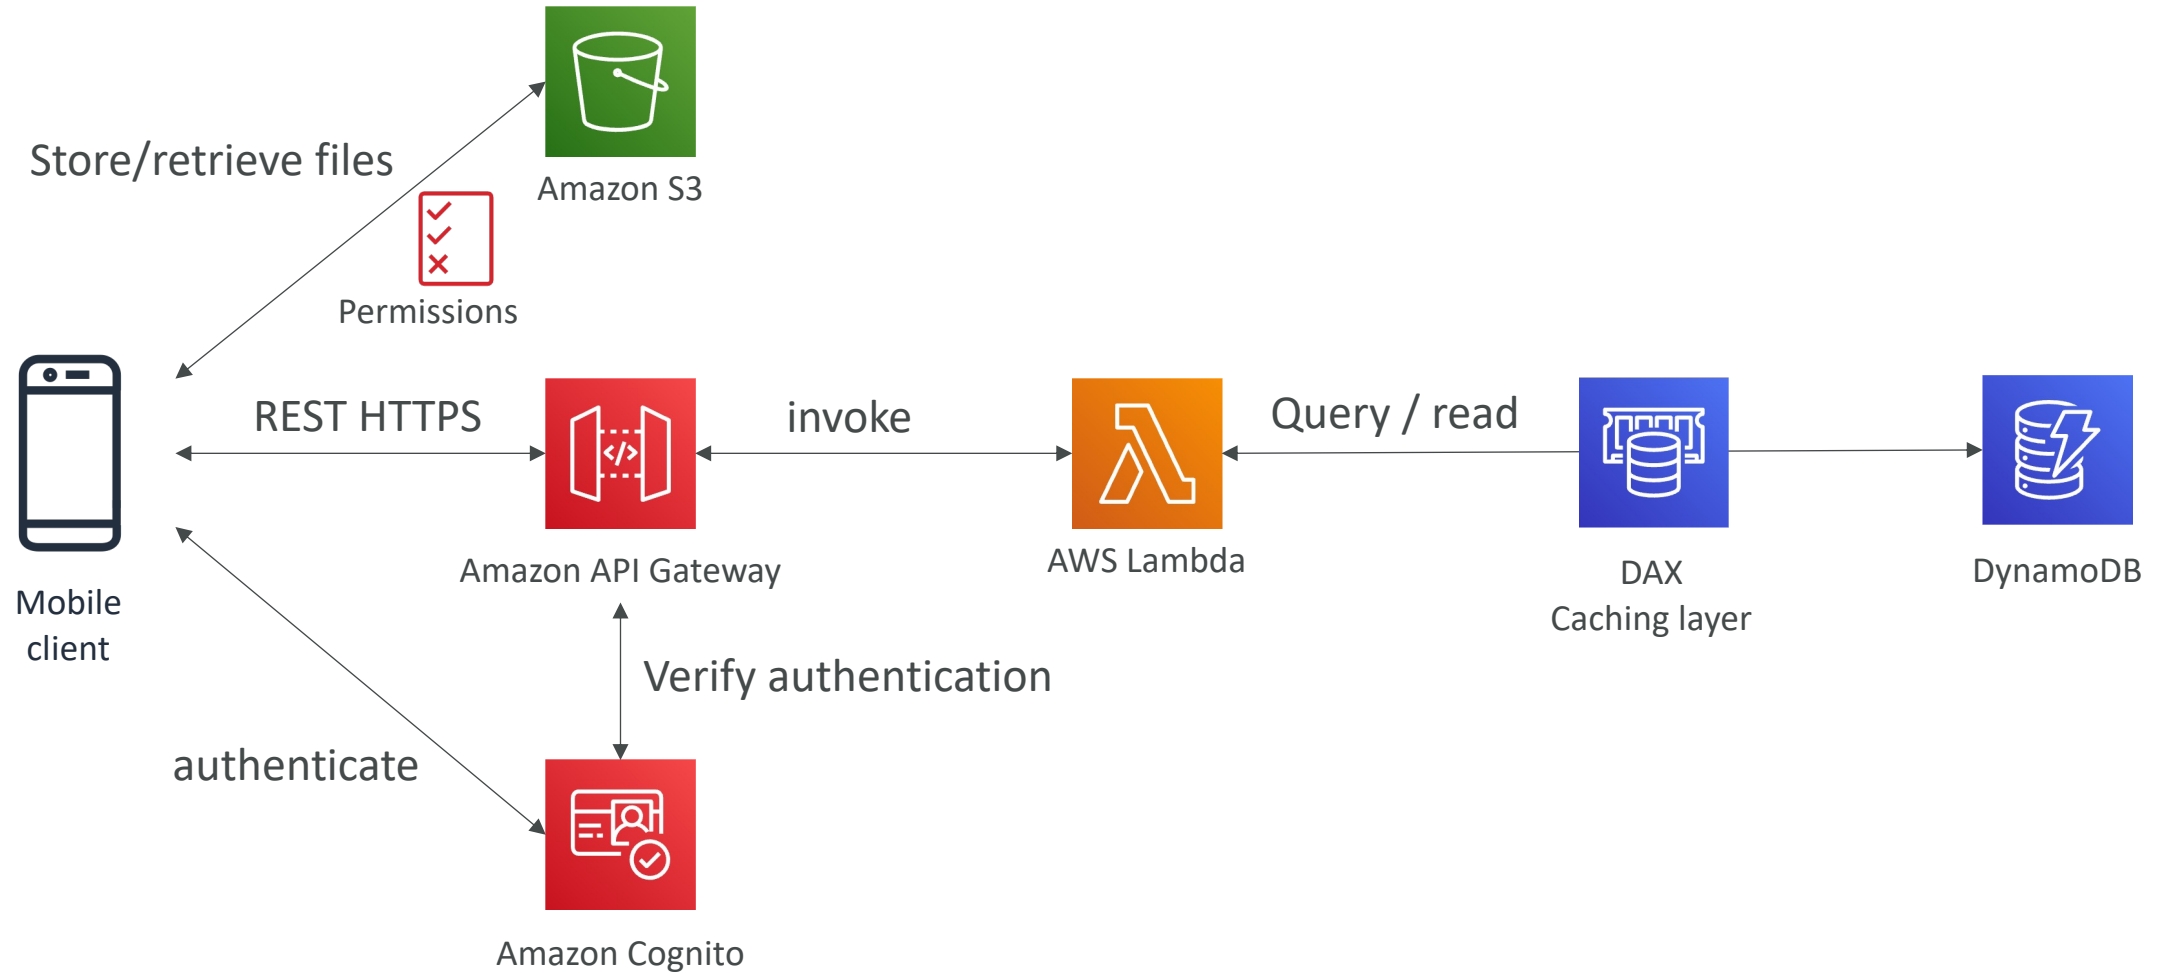 Store/retrieve files
Amazon S3
Permissions
REST HTTPS
invoke
Query / read
Mobile
client
Amazon API Gateway
AWS Lambda
DAX
Caching layer
DynamoDB
Verify authentication
authenticate
Amazon Cognito